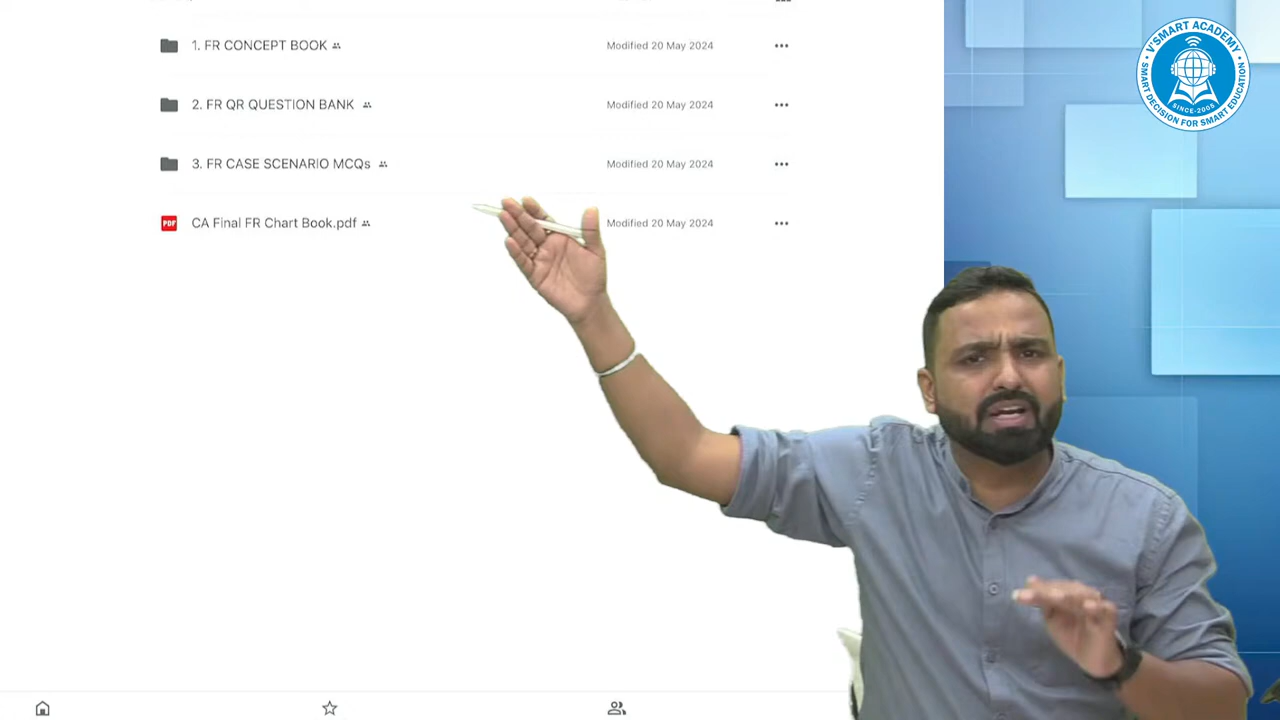 1. FR CONCEPT BOOK
Modified 20 May 2024
2. FR QR QUESTION BANK
Modified 20 May 2024
3. FR CASE SCENARIO MCQs
Modified 20 May 2024
PDF
CA Final FR Chart Book.pdf
Modified 20 May 2024
V'SMART ACADEMY
SMART DECISION FOR SMART EDUCATION
SINCE-2005